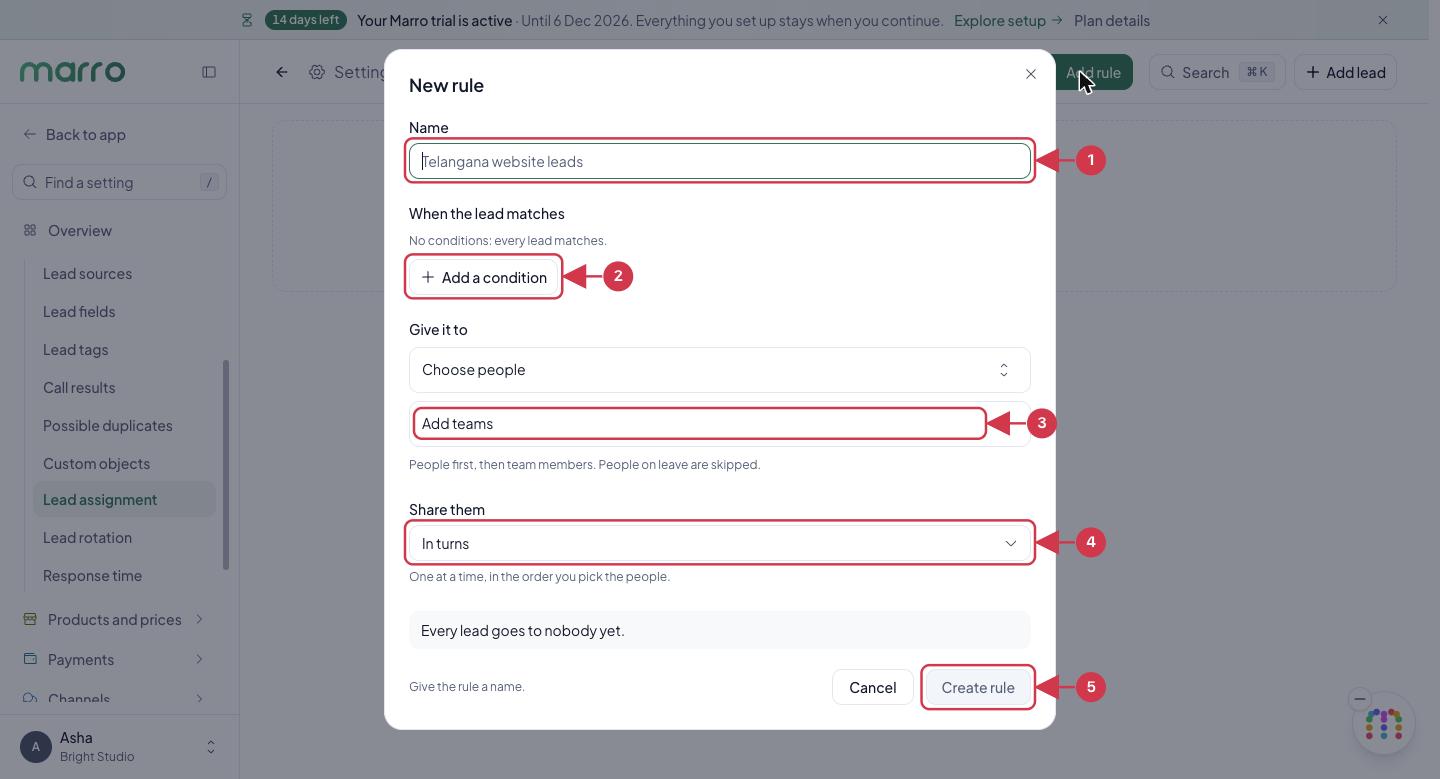 14 days left Your Marro trial is active · Until 6 Dec 2026. Everything you set up stays when you continue. Explore setup → Plan details
marro
Add rule
Search ⌘ K
+ Add lead
Back to app
Find a setting /
Overview
Lead sources
Lead fields
Lead tags
Call results
Possible duplicates
Custom objects
Lead assignment
Lead rotation
Response time
Products and prices
Payments
Channels
A
Asha
Bright Studio
New rule
Name
Telangana website leads
1
When the lead matches
No conditions: every lead matches.
+ Add a condition
2
Give it to
Choose people
Add teams
3
People first, then team members. People on leave are skipped.
Share them
In turns
4
One at a time, in the order you pick the people.
Every lead goes to nobody yet.
Give the rule a name.
Cancel
Create rule
5